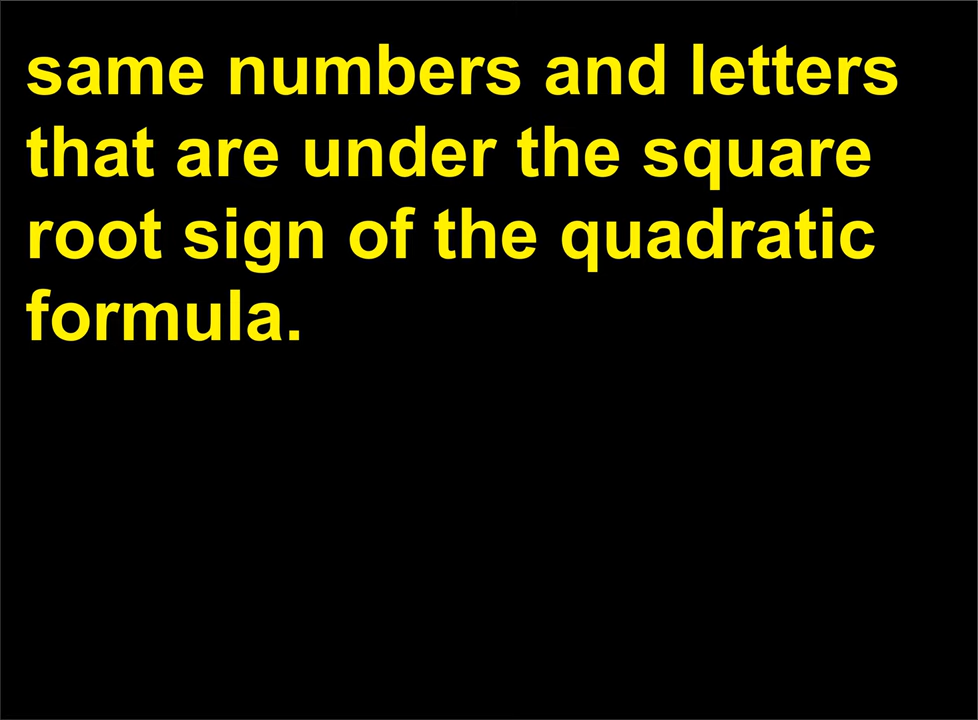 same numbers and letters
that are under the square
root sign of the quadratic
formula.